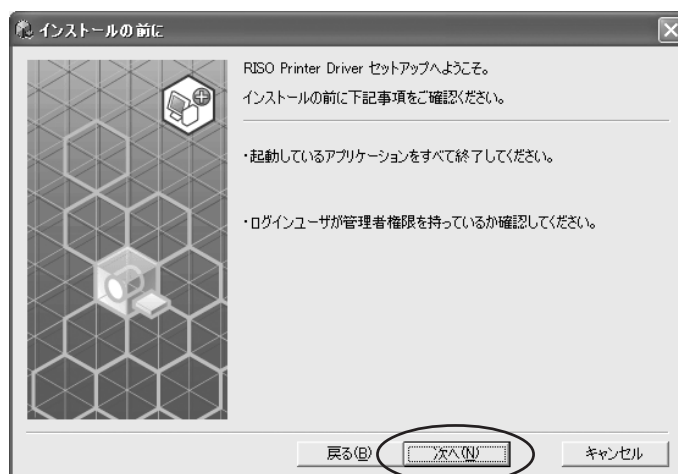 インストールの前に
RISO Printer Driver セットアップへようこそ。
インストールの前に下記事項をご確認ください。
・起動しているアプリケーションをすべて終了してください。
・ログインユーザが管理者権限を持っているか確認してください。
戻る(B) 次へ(N) キャンセル